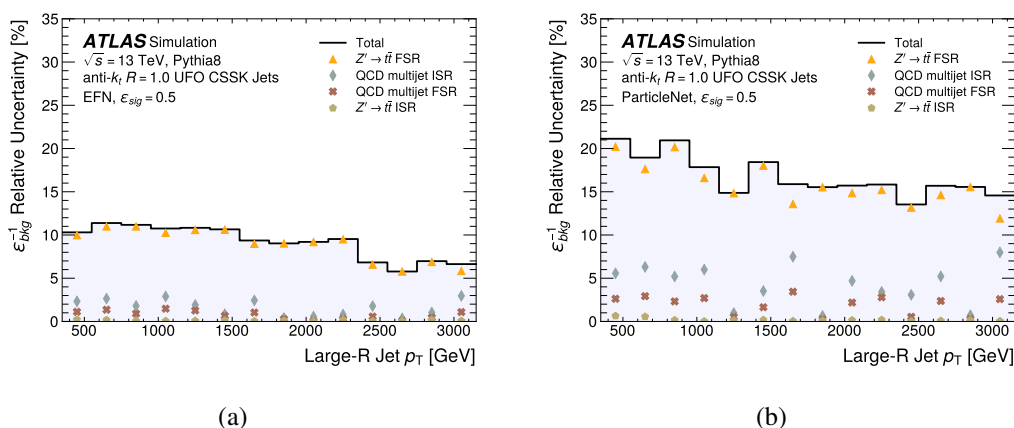 ATLAS Simulation
√s = 13 TeV, Pythia8
anti-kt R = 1.0 UFO CSSK Jets
EFN, εsig = 0.5
Total
Z′ → tt̄ FSR
QCD multijet ISR
QCD multijet FSR
Z′ → tt̄ ISR
ε⁻¹bkg Relative Uncertainty [%]
35
30
25
20
15
10
5
0
500 1000 1500 2000 2500 3000
Large-R Jet pT [GeV]
(a)
ATLAS Simulation
√s = 13 TeV, Pythia8
anti-kt R = 1.0 UFO CSSK Jets
ParticleNet, εsig = 0.5
Total
Z′ → tt̄ FSR
QCD multijet ISR
QCD multijet FSR
Z′ → tt̄ ISR
ε⁻¹bkg Relative Uncertainty [%]
35
30
25
20
15
10
5
0
500 1000 1500 2000 2500 3000
Large-R Jet pT [GeV]
(b)